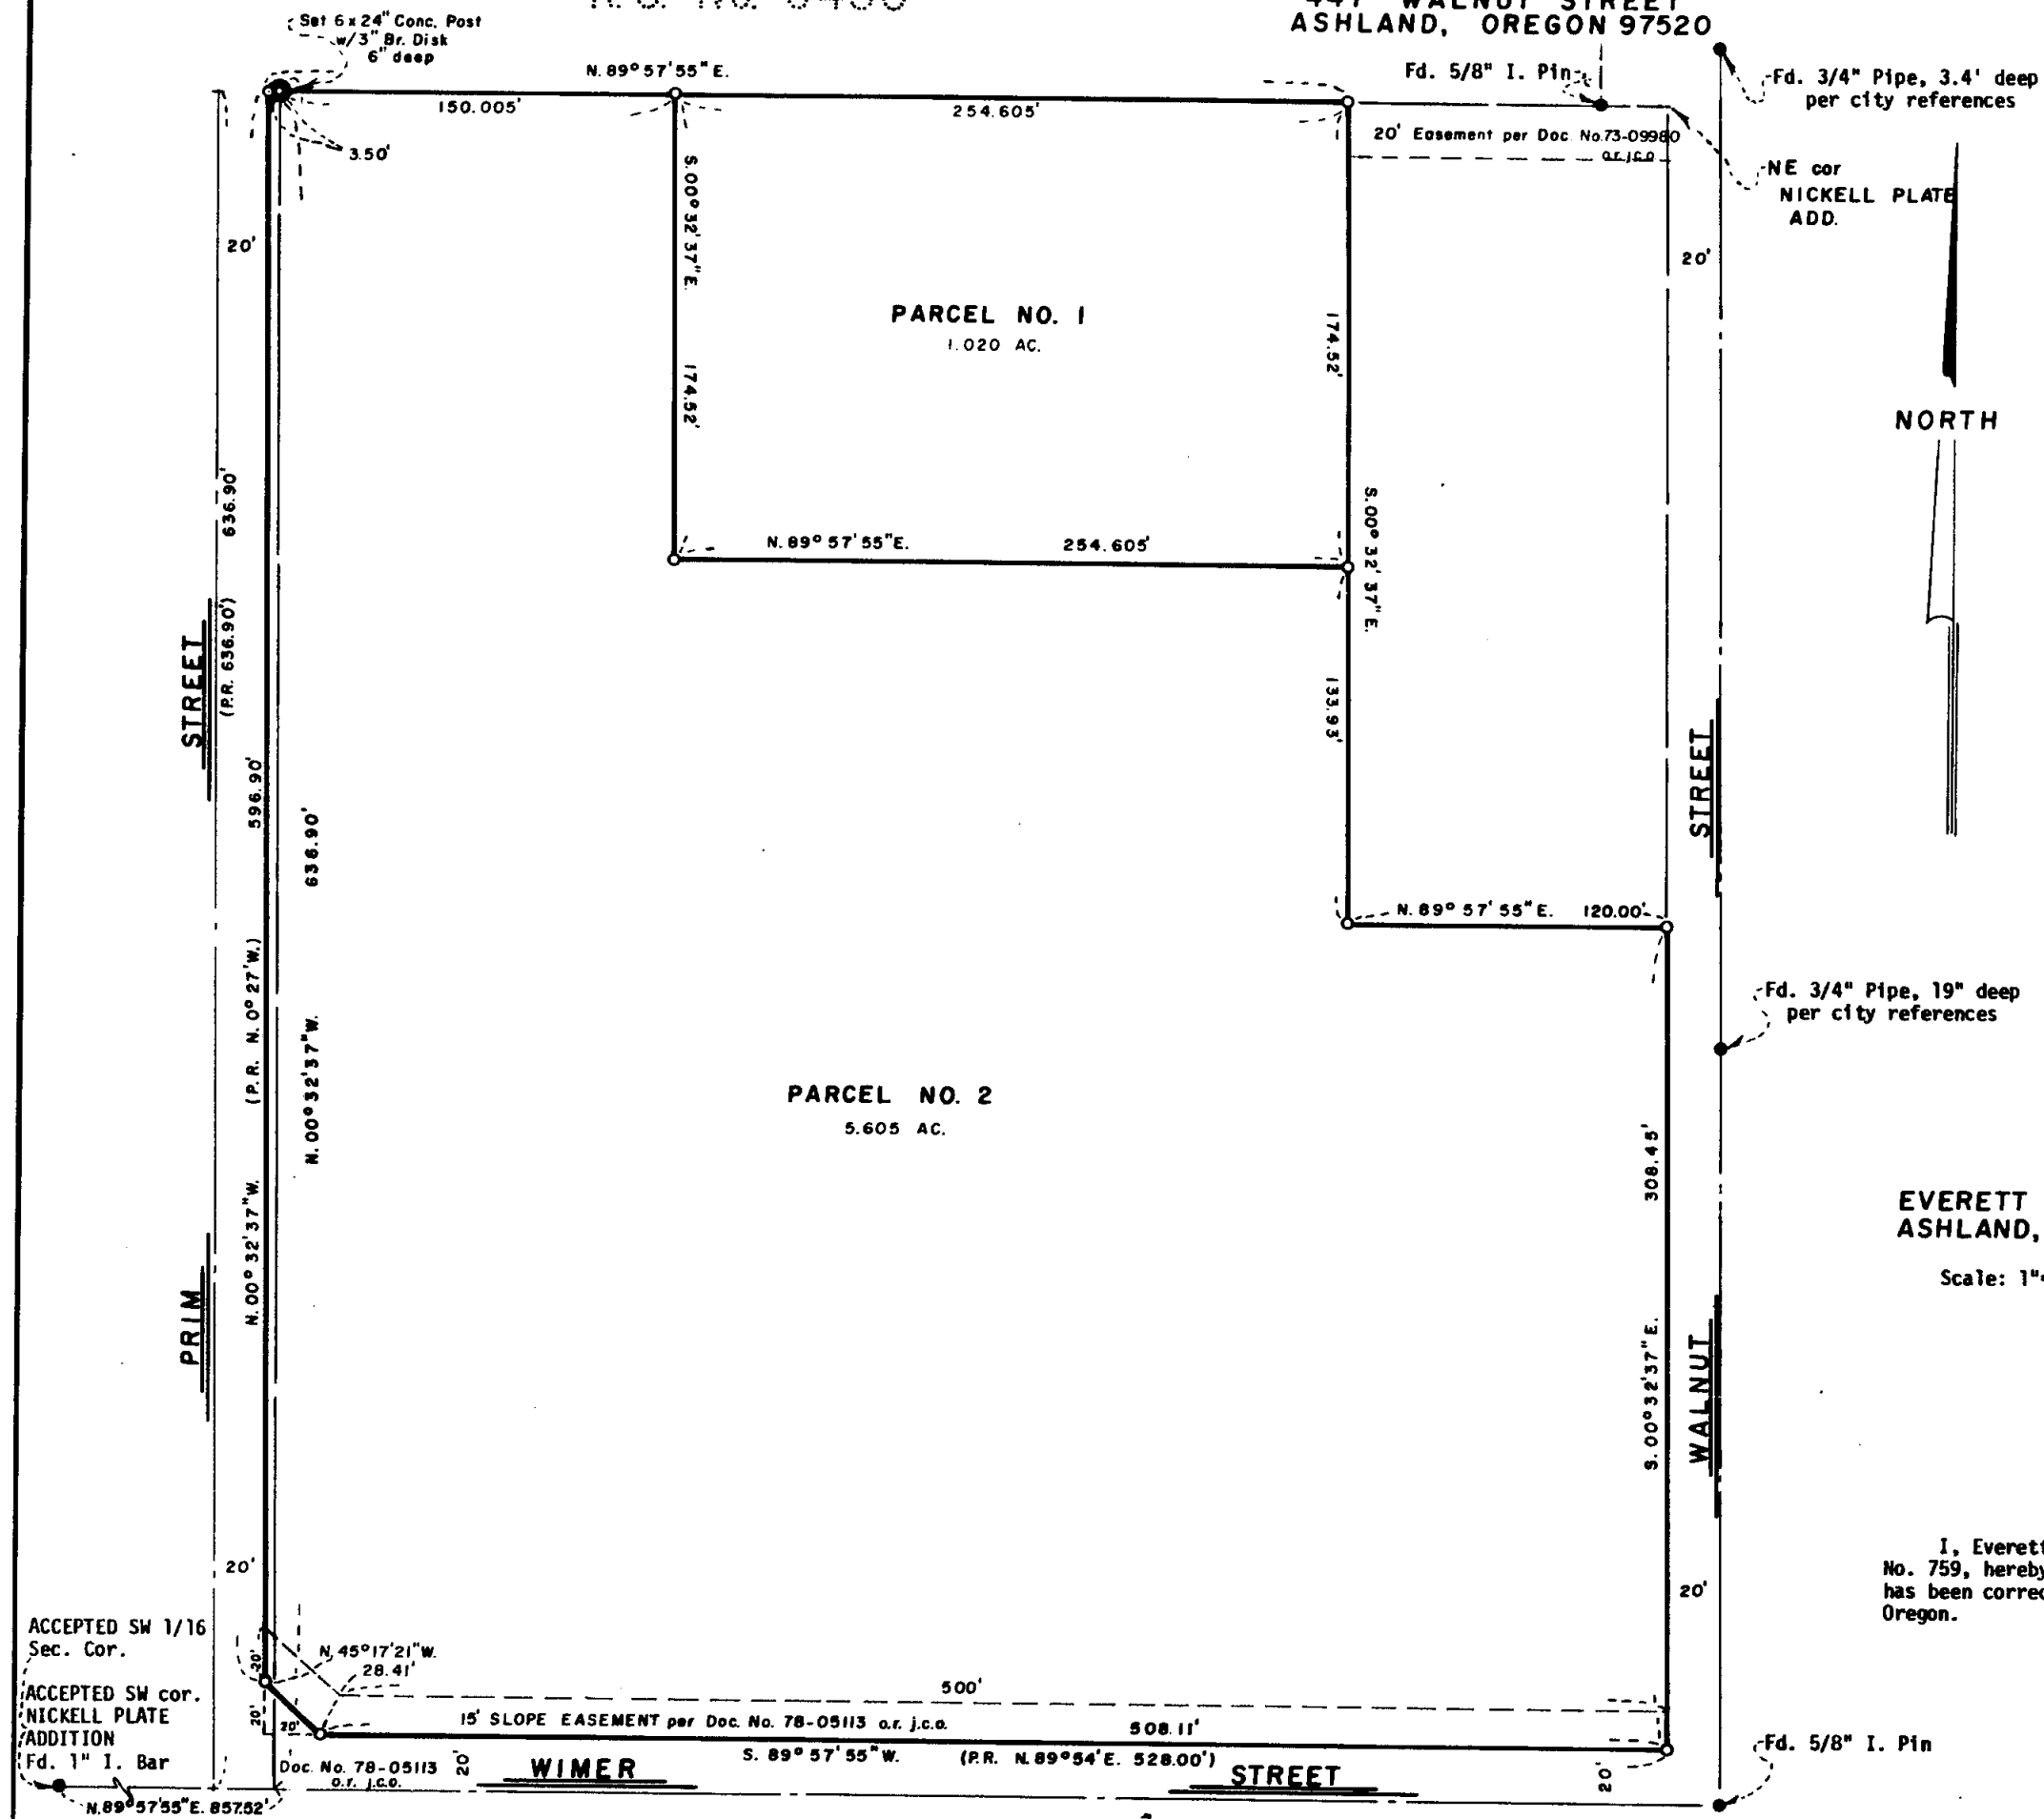 ASHLAND, OREGON 97520
Set 6x24" Conc. Post
w/3" Br. Disk
6" deep
N. 89° 57' 55" E.
150.005'
254.605'
3.50'
Fd. 5/8" I. Pin
Fd. 3/4" Pipe, 3.4' deep
per city references
20' Easement per Doc. No. 73-09980
o.r. j.c.o.
NE cor
NICKELL PLATE
ADD.
20'
20'
S. 00° 32' 37" E.
174.52'
PARCEL NO. 1
1.020 AC.
174.52'
NORTH
636.90'
(P.R. 636.90')
N. 89° 57' 55" E.
254.605'
S. 00° 32' 37" E.
133.93'
STREET
596.90'
636.90'
STREET
N. 89° 57' 55" E.
120.00'
(P.R. N. 0° 27' W.)
N. 00° 32' 37" W.
N. 00° 32' 37" W.
Fd. 3/4" Pipe, 19" deep
per city references
PARCEL NO. 2
5.605 AC.
308.45'
S. 00° 32' 37" E.
PRIM
WALNUT
EVERETT
ASHLAND,
Scale: 1"=
I, Everett
No. 759, hereby
has been correc
Oregon.
20'
20'
ACCEPTED SW 1/16
Sec. Cor.
N. 45° 17' 21" W.
28.41'
20'
20'
20'
500'
ACCEPTED SW cor.
NICKELL PLATE
ADDITION
Fd. 1" I. Bar
15' SLOPE EASEMENT per Doc. No. 78-05113 o.r. j.c.o.
508.11'
S. 89° 57' 55" W.
(P.R. N. 89° 54' E. 528.00')
Fd. 5/8" I. Pin
Doc. No. 78-05113
o.r. j.c.o.
20'
WIMER
STREET
20'
N. 89° 57' 55" E. 857.52'